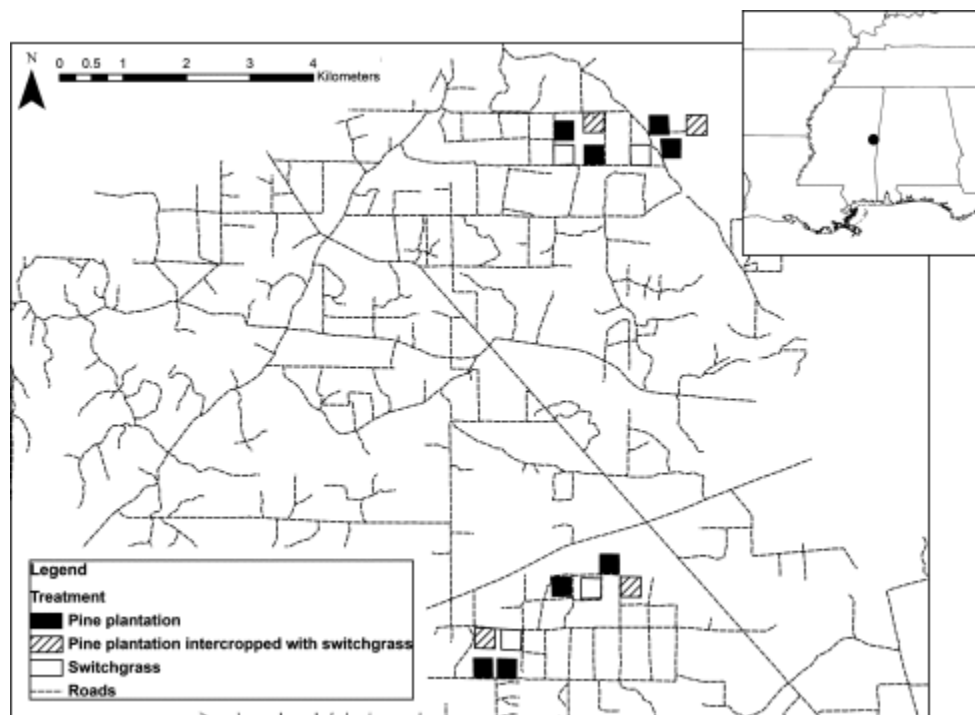 N
0 0.5 1 2 3 4
Kilometers
Legend
Treatment
Pine plantation
Pine plantation intercropped with switchgrass
Switchgrass
Roads